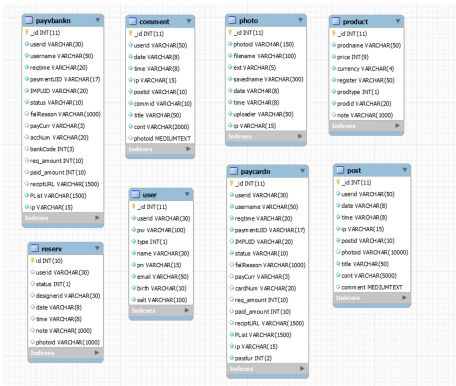 payvbankn
_id INT(11)
userid VARCHAR(30)
username VARCHAR(50)
reqtime VARCHAR(20)
paymentUID VARCHAR(17)
IMPUID VARCHAR(20)
status VARCHAR(10)
failReason VARCHAR(1000)
payCurr VARCHAR(3)
accNum VARCHAR(20)
bankCode INT(3)
req_amount INT(10)
paid_amount INT(10)
reciptURL VARCHAR(1500)
PList VARCHAR(1500)
ip VARCHAR(15)
Indexes
comment
_id INT(11)
userid VARCHAR(50)
date VARCHAR(8)
time VARCHAR(8)
ip VARCHAR(15)
postid VARCHAR(10)
commid VARCHAR(10)
title VARCHAR(50)
cont VARCHAR(2000)
photoid MEDIUMTEXT
Indexes
photo
_id INT(11)
photoid VARCHAR(150)
filename VARCHAR(100)
ext VARCHAR(5)
savedname VARCHAR(300)
date VARCHAR(8)
time VARCHAR(8)
uploader VARCHAR(50)
ip VARCHAR(15)
Indexes
product
_id INT(11)
prodname VARCHAR(50)
price INT(9)
currency VARCHAR(4)
register VARCHAR(50)
prodtype INT(1)
prodid VARCHAR(20)
note VARCHAR(1000)
Indexes
reserv
id INT(10)
userid VARCHAR(30)
status INT(1)
designerid VARCHAR(30)
date VARCHAR(8)
time VARCHAR(8)
note VARCHAR(1000)
photoid VARCHAR(1000)
Indexes
user
_id INT(11)
userid VARCHAR(30)
pw VARCHAR(100)
type INT(1)
name VARCHAR(30)
pn VARCHAR(15)
email VARCHAR(50)
birth VARCHAR(10)
salt VARCHAR(100)
Indexes
paycardn
_id INT(11)
userid VARCHAR(30)
username VARCHAR(50)
reqtime VARCHAR(20)
paymentUID VARCHAR(17)
IMPUID VARCHAR(20)
status VARCHAR(10)
failReason VARCHAR(1000)
payCurr VARCHAR(3)
cardNum VARCHAR(20)
req_amount INT(10)
paid_amount INT(10)
reciptURL VARCHAR(1500)
PList VARCHAR(1500)
ip VARCHAR(15)
paydur INT(2)
Indexes
post
_id INT(11)
userid VARCHAR(50)
date VARCHAR(8)
time VARCHAR(8)
ip VARCHAR(15)
postid VARCHAR(10)
photoid VARCHAR(10000)
title VARCHAR(50)
cont VARCHAR(5000)
comment MEDIUMTEXT
Indexes